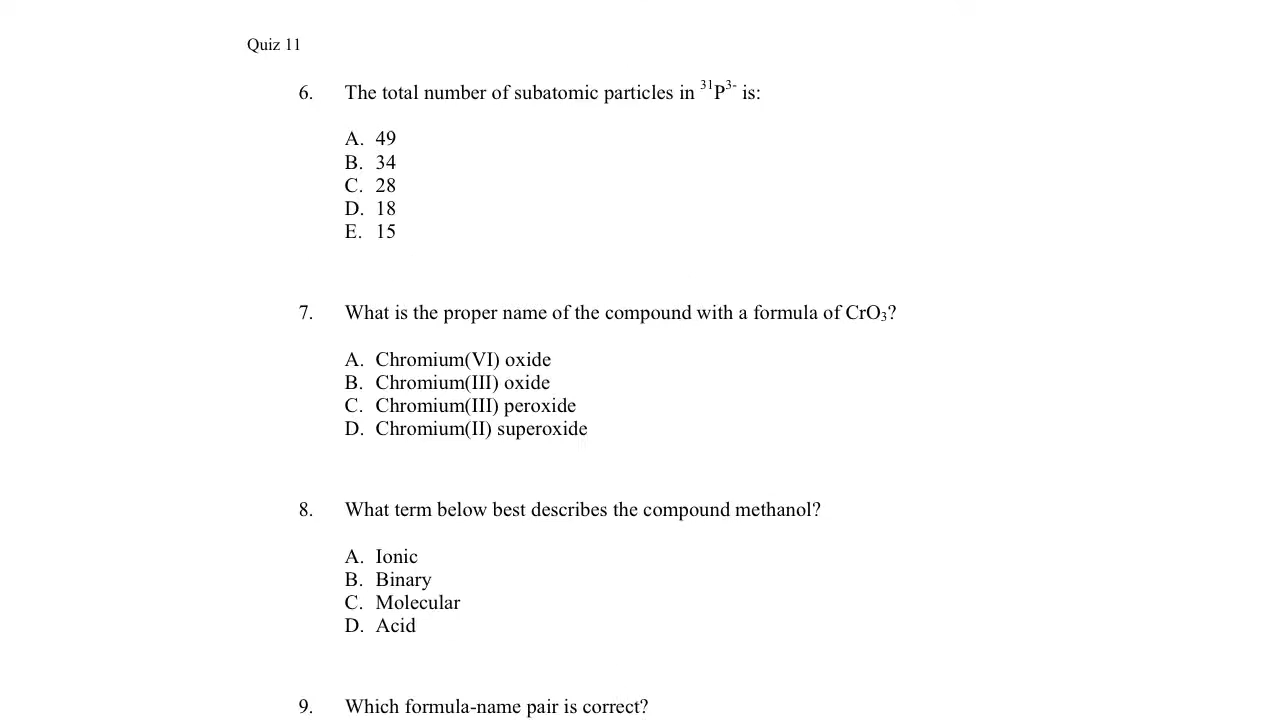 Quiz 11
6. The total number of subatomic particles in ³¹P³⁻ is:
A. 49
B. 34
C. 28
D. 18
E. 15
7. What is the proper name of the compound with a formula of CrO₃?
A. Chromium(VI) oxide
B. Chromium(III) oxide
C. Chromium(III) peroxide
D. Chromium(II) superoxide
8. What term below best describes the compound methanol?
A. Ionic
B. Binary
C. Molecular
D. Acid
9. Which formula-name pair is correct?